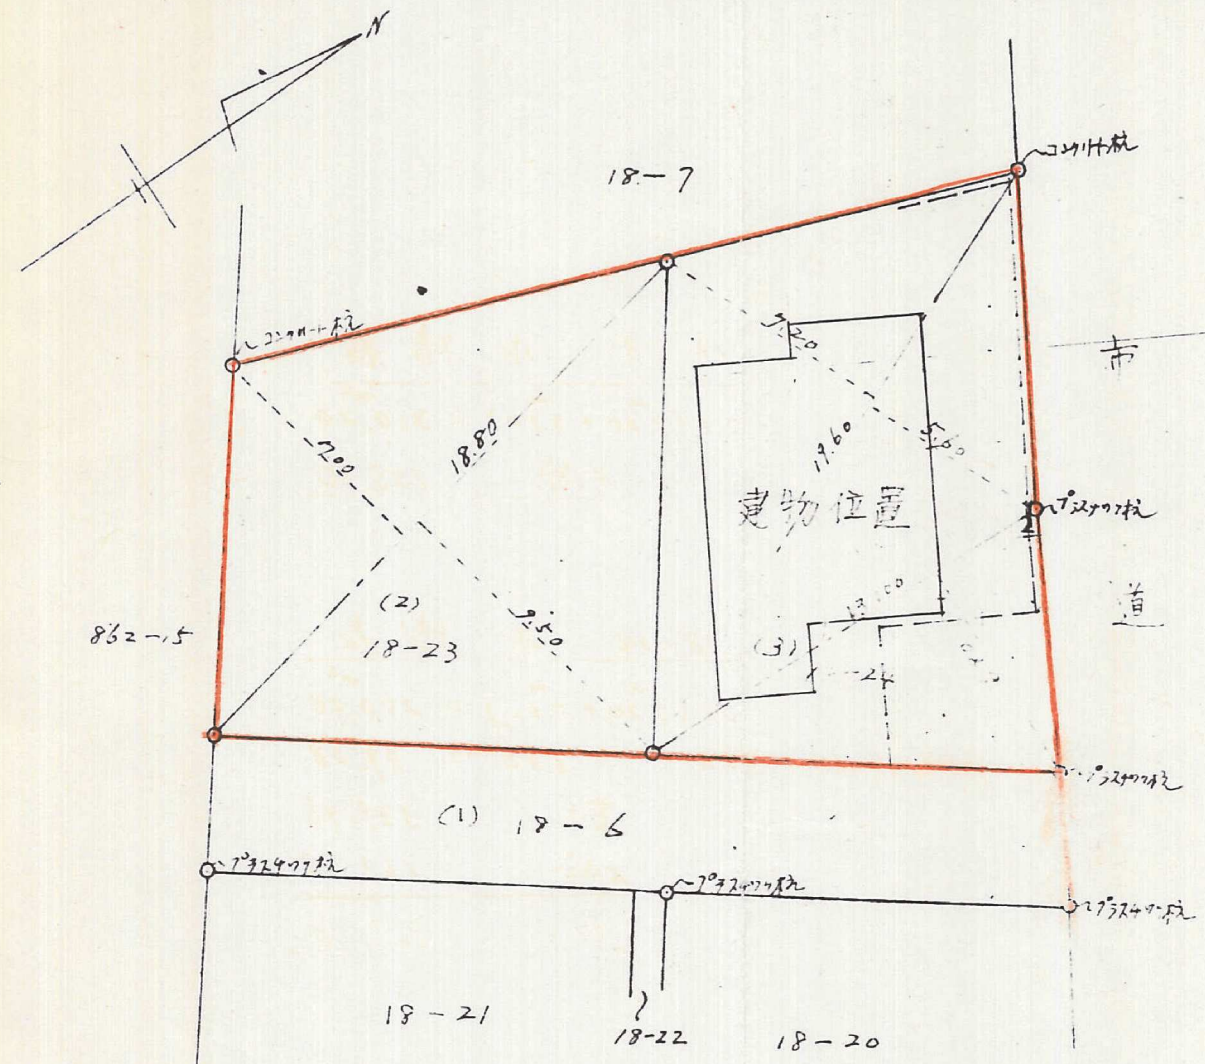 N
18-7
コンクリート杭
コンクリート杭
市
3.20
18.80
7.00
19.60
5.60
建物位置
プラスチック杭
道
(2)
8.50
13.00
862-15
18-23
(3)
-24
プラスチック杭
(1) 18-6
プラスチック杭
プラスチック杭
プラスチック杭
18-21
18-22
18-20